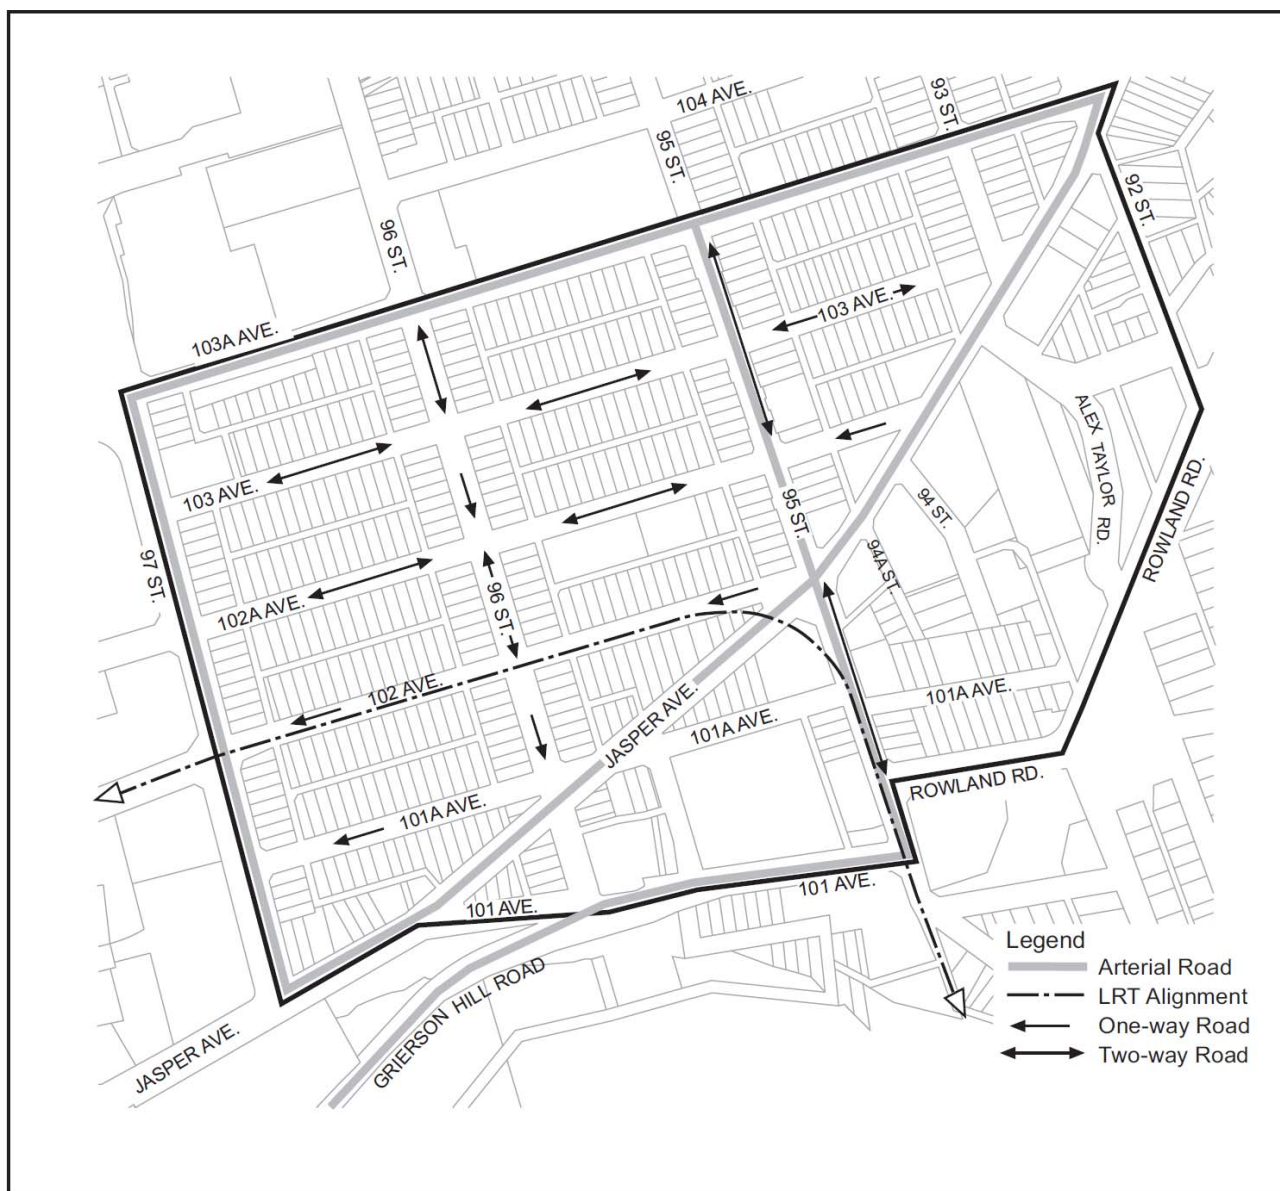 104 AVE.
93 ST.
95 ST.
92 ST.
96 ST.
103A AVE.
103 AVE.
103 AVE.
ALEX TAYLOR RD.
ROWLAND RD.
95 ST.
94 ST.
94A ST.
97 ST.
102A AVE.
96 ST.
102 AVE.
101A AVE.
JASPER AVE.
101A AVE.
ROWLAND RD.
101A AVE.
101 AVE.
101 AVE.
GRIERSON HILL ROAD
JASPER AVE.
Legend
Arterial Road
LRT Alignment
One-way Road
Two-way Road